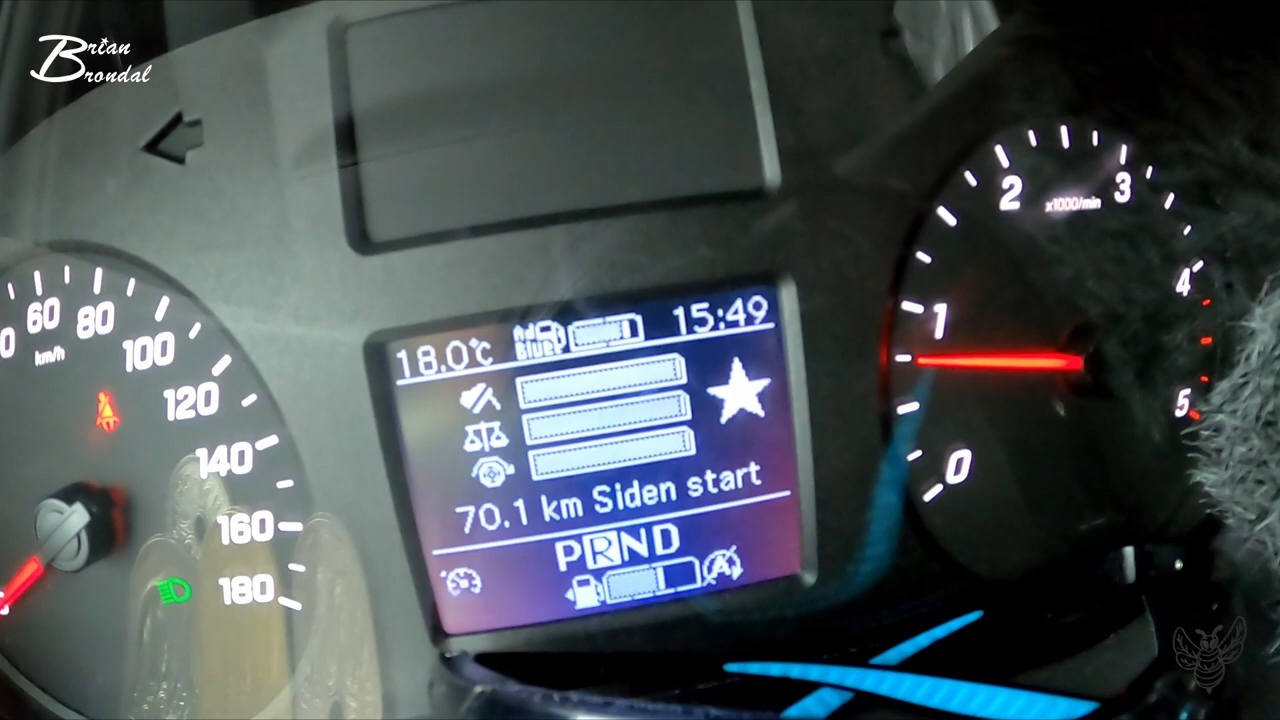 Brian
Brondal
2
3
x1000/min
4
60
80
km/h
100
18.0°C
AdBlue
15:49
1
120
5
140
0
160
70.1 km Siden start
180
PRND
A